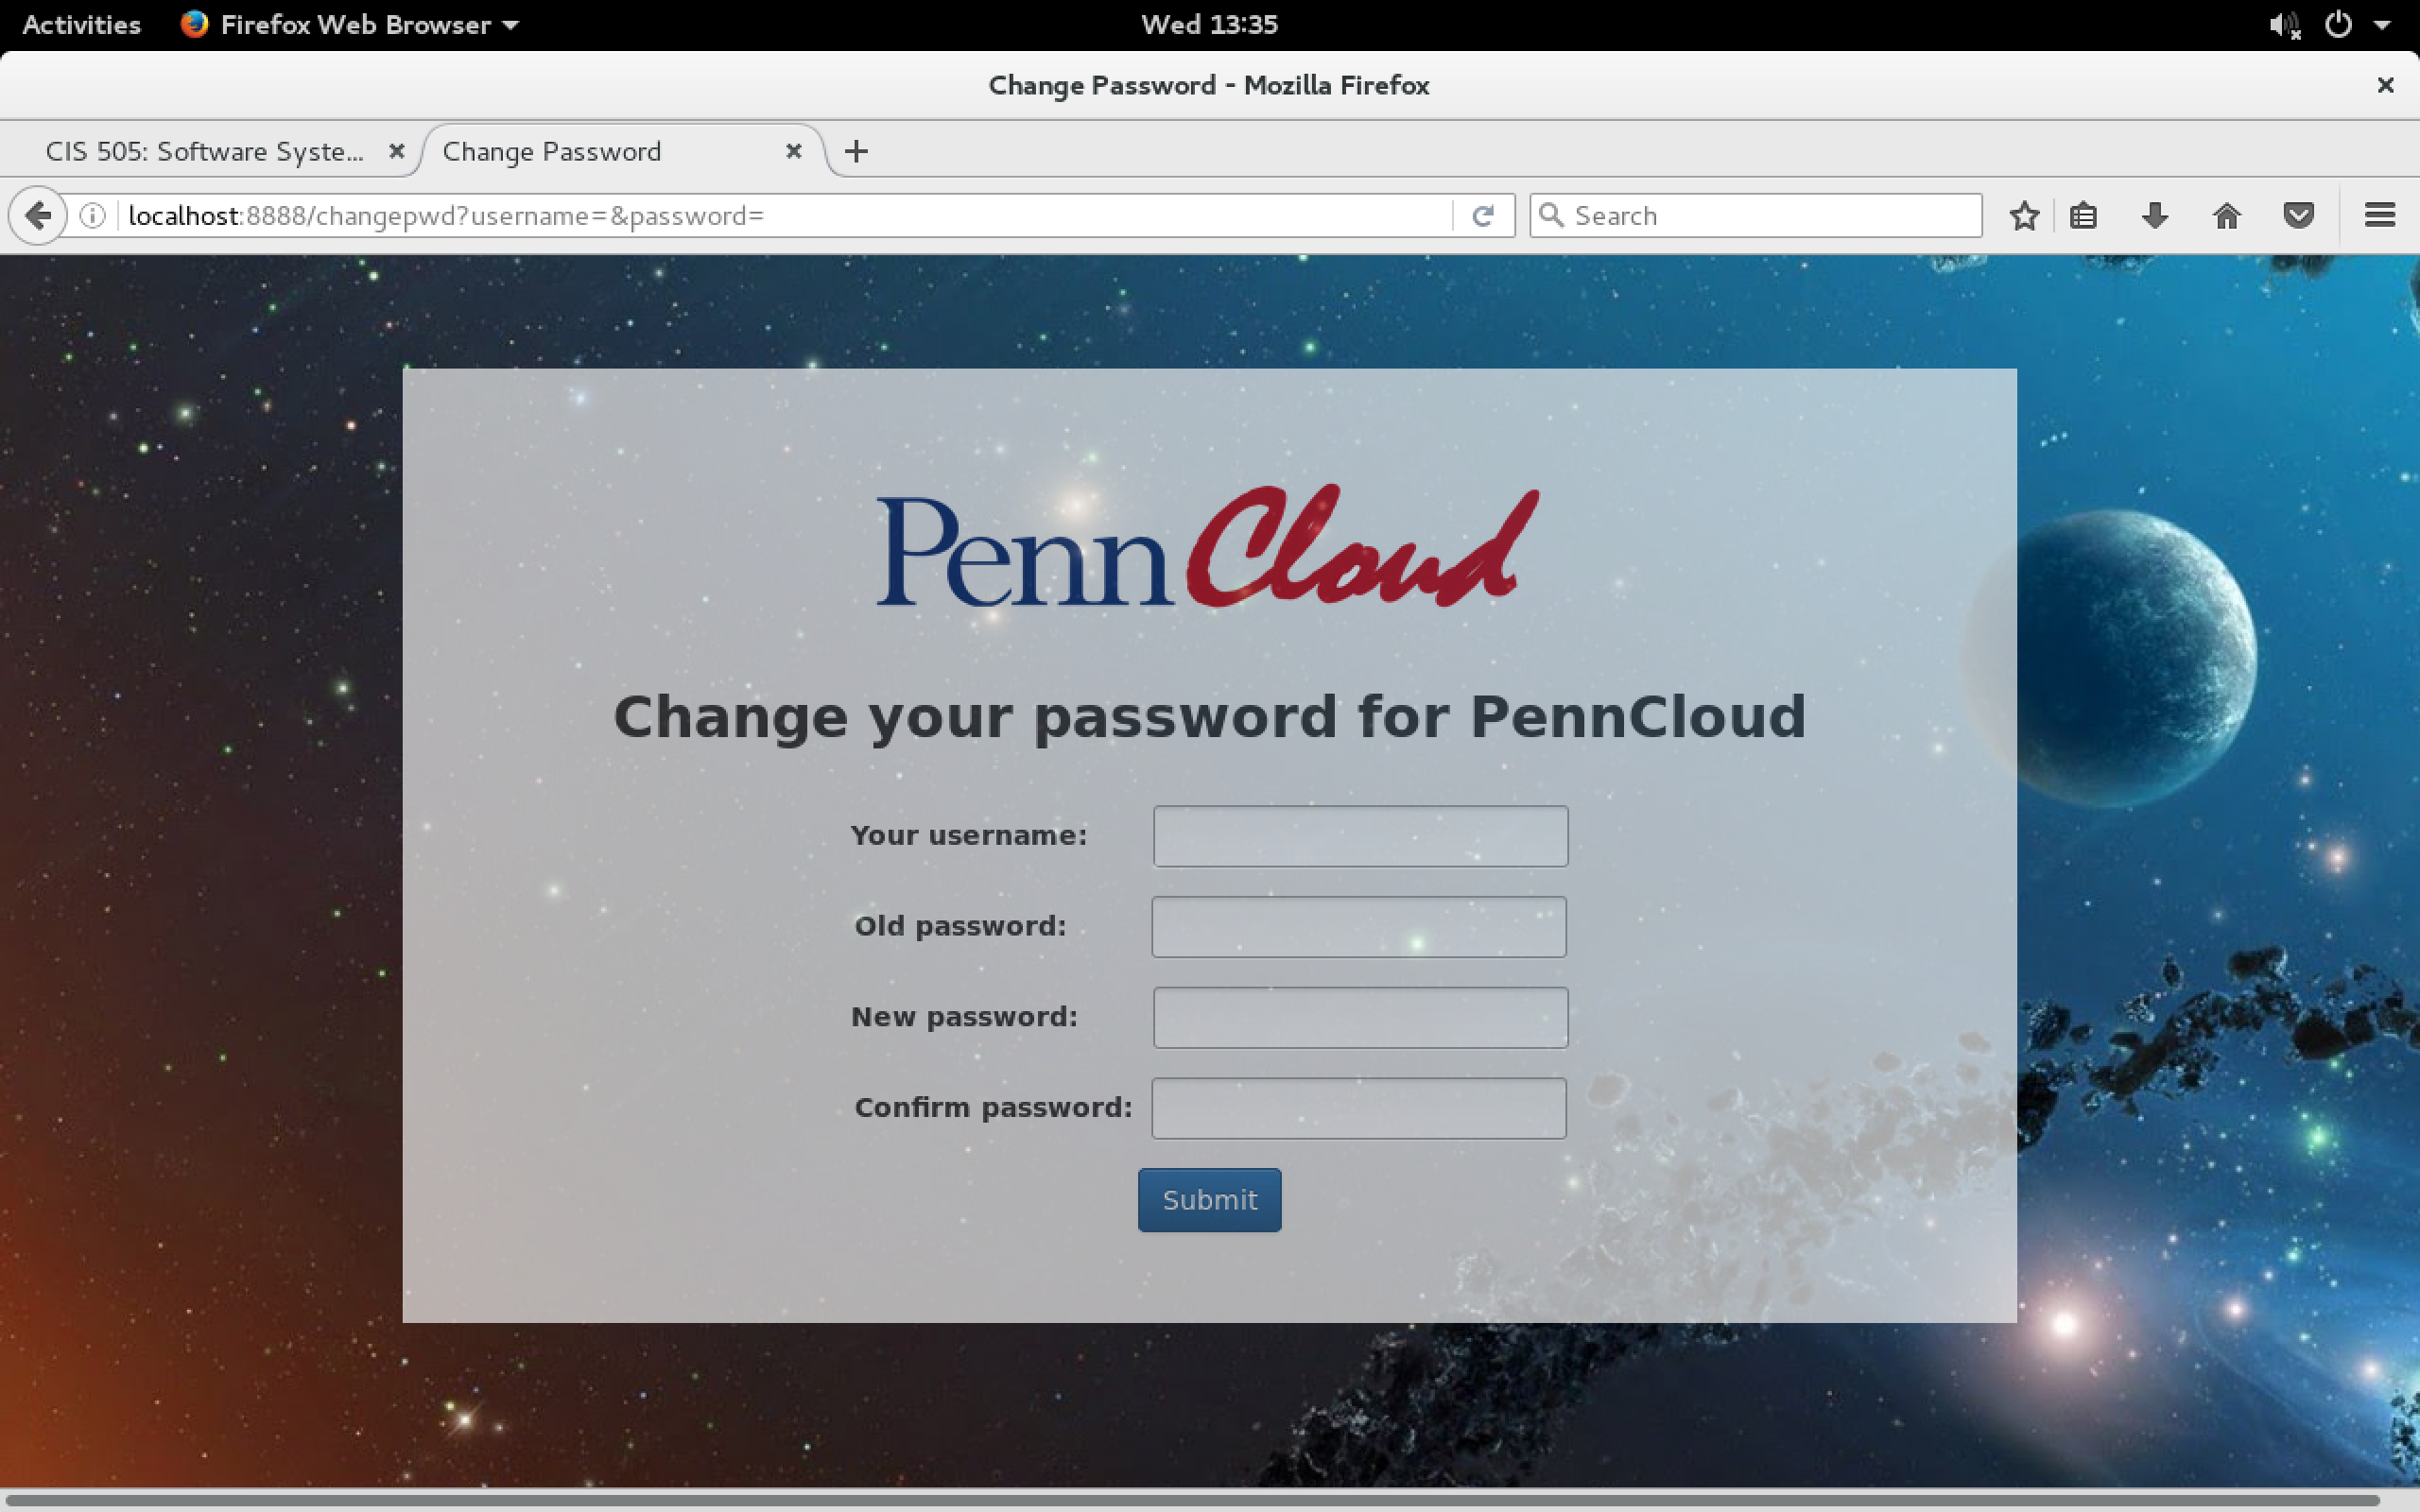 Activities Firefox Web Browser Wed 13:35
Change Password - Mozilla Firefox
CIS 505: Software Syste... Change Password
localhost:8888/changepwd?username=&password= Search
PennCloud
Change your password for PennCloud
Your username:
Old password:
New password:
Confirm password:
Submit